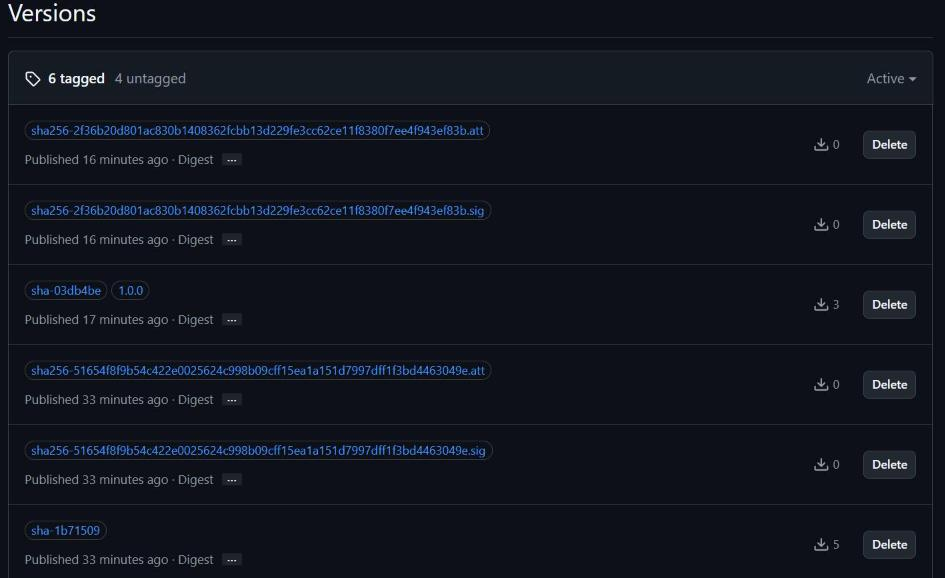 Versions
6 tagged 4 untagged Active
sha256-2f36b20d801ac830b1408362fcbb13d229fe3cc62ce11f8380f7ee4f943ef83b.att
Published 16 minutes ago · Digest ...
0 Delete
sha256-2f36b20d801ac830b1408362fcbb13d229fe3cc62ce11f8380f7ee4f943ef83b.sig
Published 16 minutes ago · Digest ...
0 Delete
sha-03db4be 1.0.0
Published 17 minutes ago · Digest ...
3 Delete
sha256-51654f8f9b54c422e0025624c998b09cff15ea1a151d7997dff1f3bd4463049e.att
Published 33 minutes ago · Digest ...
0 Delete
sha256-51654f8f9b54c422e0025624c998b09cff15ea1a151d7997dff1f3bd4463049e.sig
Published 33 minutes ago · Digest ...
0 Delete
sha-1b71509
Published 33 minutes ago · Digest ...
5 Delete